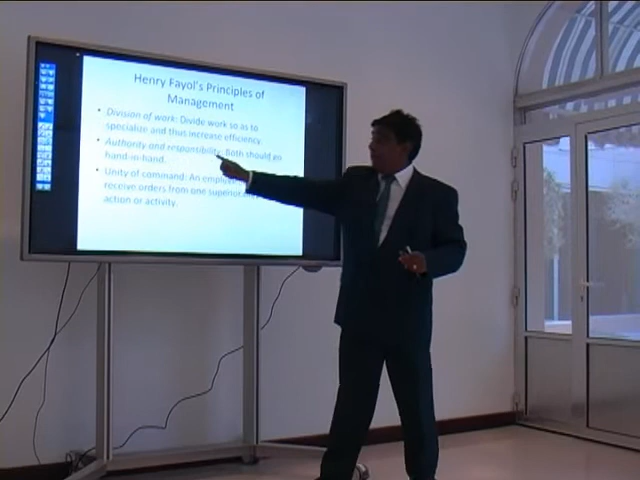 Henry Fayol's Principles of
Management
• Division of work: Divide work so as to
specialize and thus increase efficiency.
• Authority and responsibility: Both should go
hand-in-hand.
• Unity of command: An employee
receive orders from one superior
action or activity.